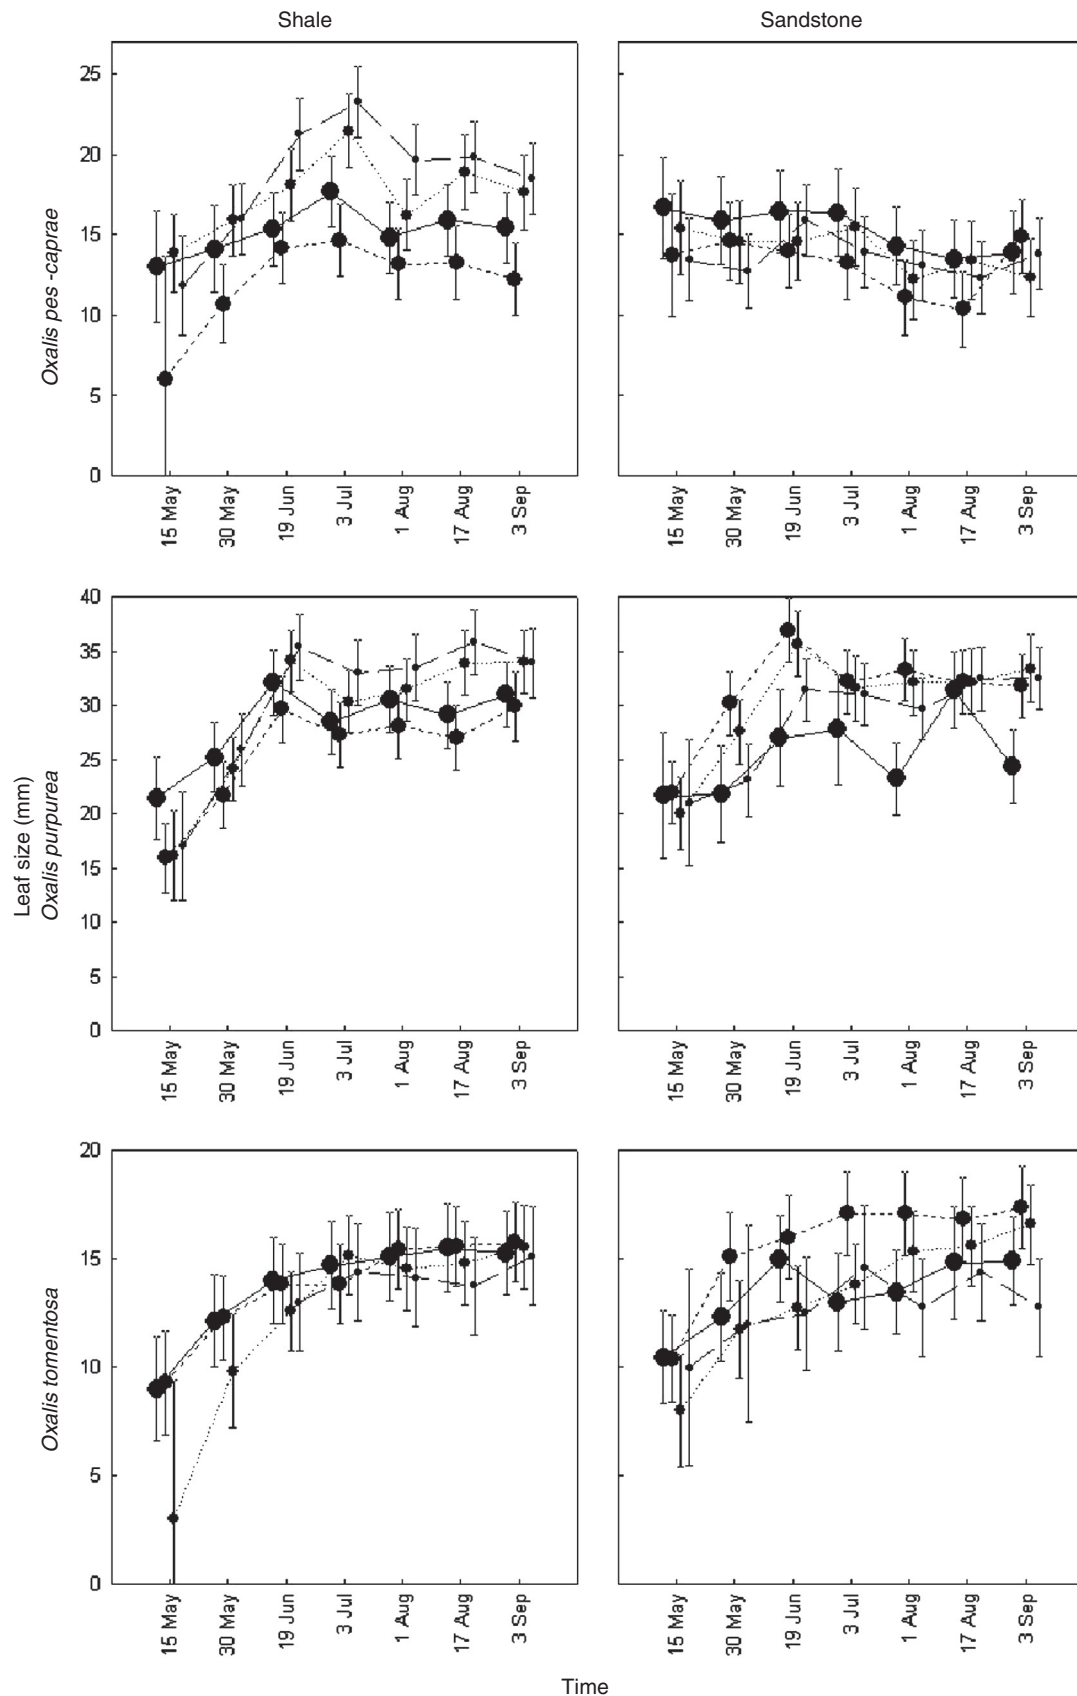 Shale Sandstone
Oxalis pes -caprae
25
20
15
10
5
0
15 May 30 May 19 Jun 3 Jul 1 Aug 17 Aug 3 Sep
15 May 30 May 19 Jun 3 Jul 1 Aug 17 Aug 3 Sep
Leaf size (mm)
Oxalis purpurea
40
35
30
25
20
15
10
5
0
15 May 30 May 19 Jun 3 Jul 1 Aug 17 Aug 3 Sep
15 May 30 May 19 Jun 3 Jul 1 Aug 17 Aug 3 Sep
Oxalis tomentosa
20
15
10
5
0
15 May 30 May 19 Jun 3 Jul 1 Aug 17 Aug 3 Sep
15 May 30 May 19 Jun 3 Jul 1 Aug 17 Aug 3 Sep
Time